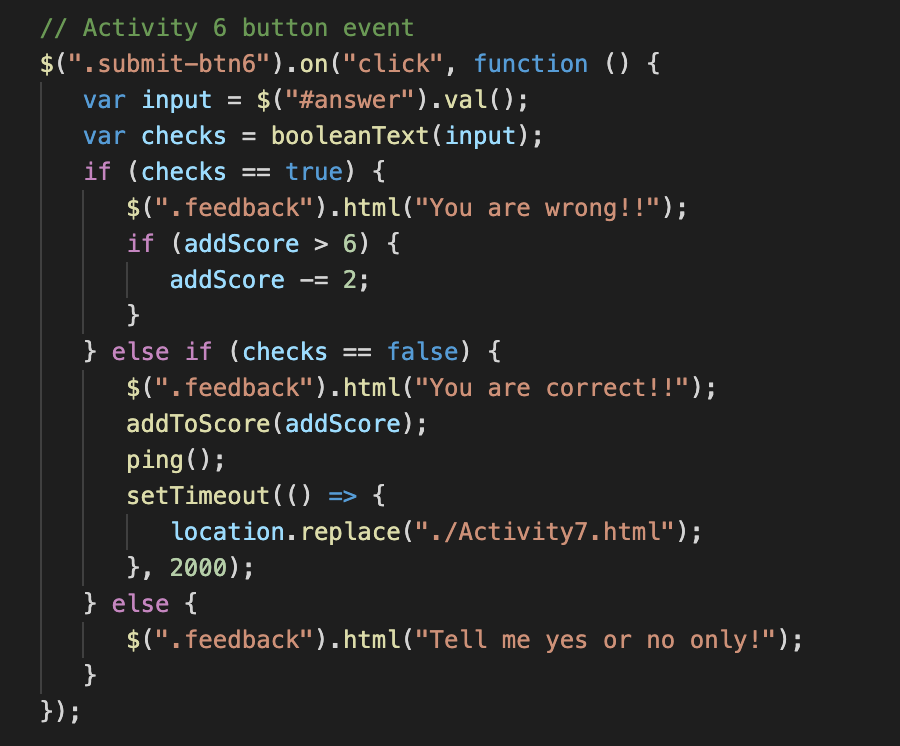 // Activity 6 button event
$(".submit-btn6").on("click", function () {
var input = $("#answer").val();
var checks = booleanText(input);
if (checks == true) {
$(".feedback").html("You are wrong!!");
if (addScore > 6) {
addScore -= 2;
}
} else if (checks == false) {
$(".feedback").html("You are correct!!");
addToScore(addScore);
ping();
setTimeout(() => {
location.replace("./Activity7.html");
}, 2000);
} else {
$(".feedback").html("Tell me yes or no only!");
}
});